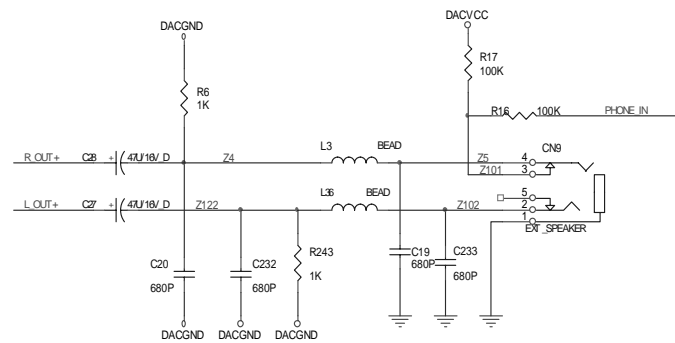 DACGND
DACVCC
R6
1K
R17
100K
R16
100K
PHONE_IN
R_OUT+
C28
+
47U/16V_D
Z4
L3
BEAD
Z5
Z101
4
3
CN9
L_OUT+
C27
+
47U/16V_D
Z122
L36
BEAD
Z102
5
2
1
EXT_SPEAKER
C20
680P
C232
680P
R243
1K
C19
680P
C233
680P
DACGND
DACGND
DACGND